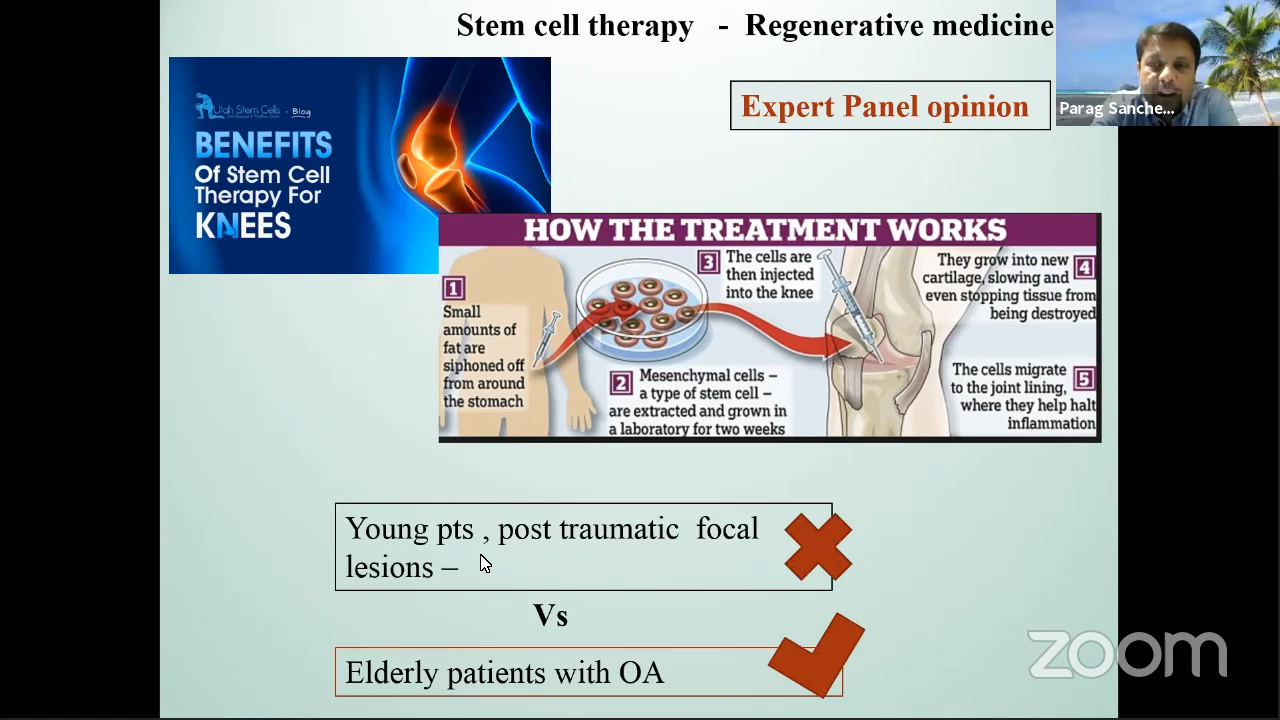 Stem cell therapy - Regenerative medicine
Expert Panel opinion
Parag Sanche...
Utah Stem Cells - Blog
BENEFITS
Of Stem Cell
Therapy For
KNEES
HOW THE TREATMENT WORKS
1
Small
amounts of
fat are
siphoned off
from around
the stomach
2 Mesenchymal cells –
a type of stem cell –
are extracted and grown in
a laboratory for two weeks
3 The cells are
then injected
into the knee
They grow into new 4
cartilage, slowing and
even stopping tissue from
being destroyed
The cells migrate 5
to the joint lining,
where they help halt
inflammation
Young pts , post traumatic focal
lesions –
Vs
Elderly patients with OA
zoom